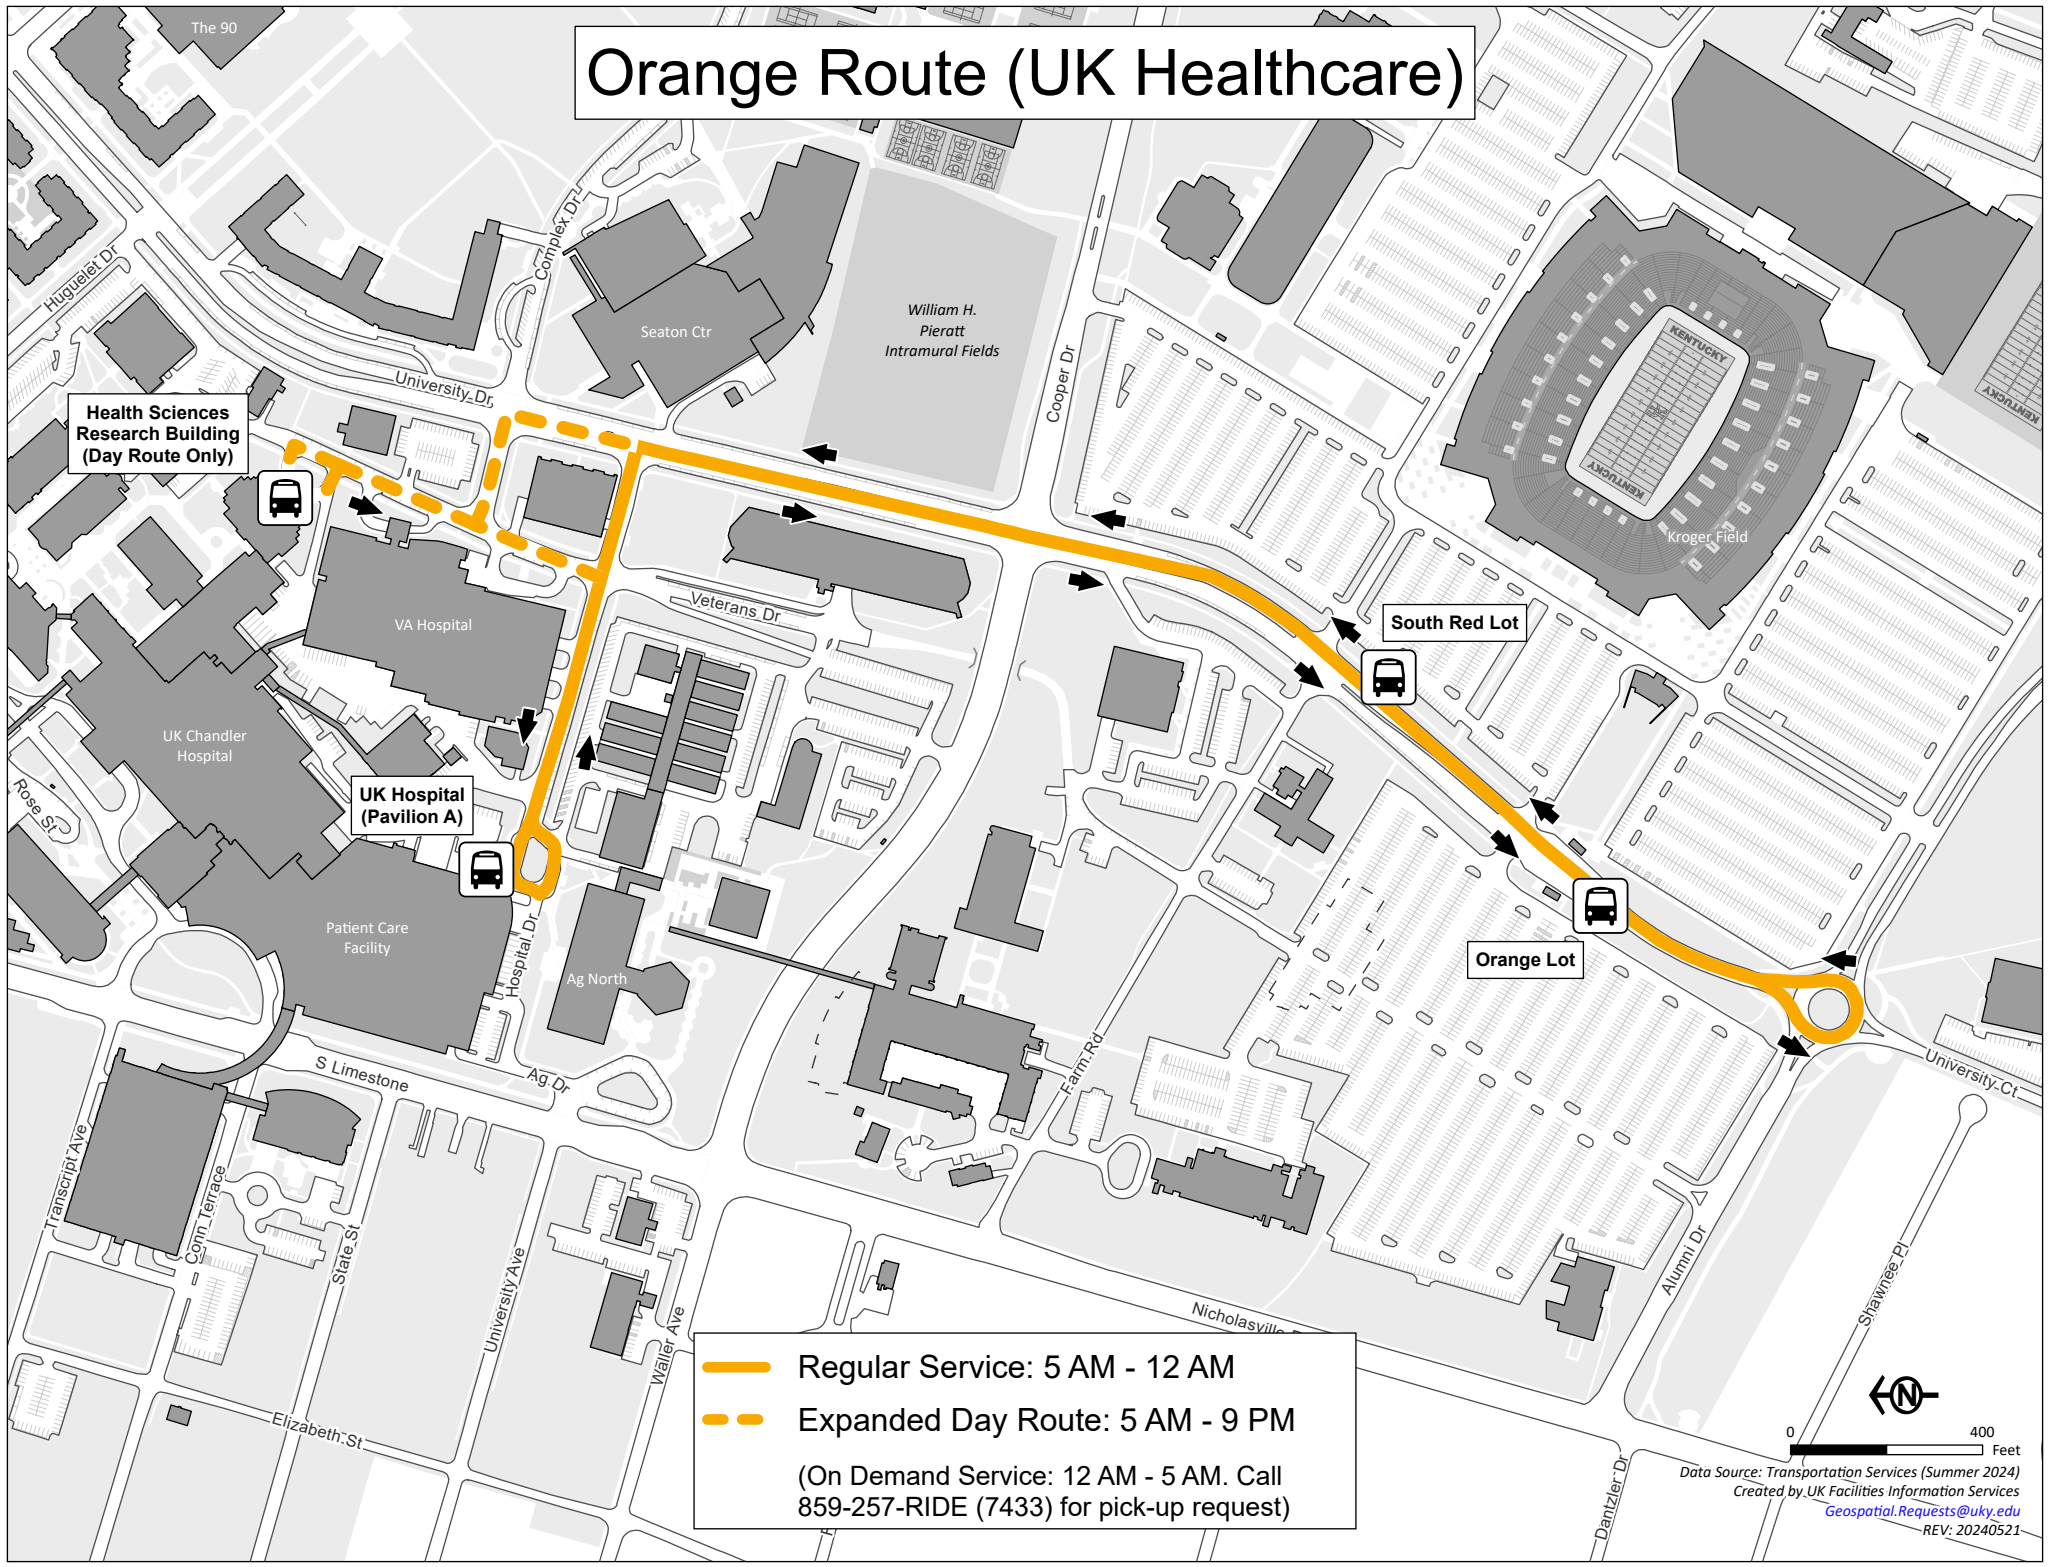 The 90
Orange Route (UK Healthcare)
Huguelet Dr
Complex Dr
Seaton Ctr
William H.
Pieratt
Intramural Fields
Cooper Dr
KENTUCKY
KENTUCKY
KENTUCKY
KENTUCKY
Kroger Field
University Dr
Health Sciences
Research Building
(Day Route Only)
Veterans Dr
VA Hospital
South Red Lot
UK Chandler
Hospital
Rose St
UK Hospital
(Pavilion A)
Patient Care
Facility
Hospital Dr
Ag North
Orange Lot
Farm Rd
University Ct
S Limestone
Ag Dr
Transcript Ave
Conn Terrace
State St
University Ave
Waller Ave
Alumni Dr
Shawnee Pl
Nicholasville
Elizabeth St
Dantzler Dr
Regular Service: 5 AM - 12 AM
Expanded Day Route: 5 AM - 9 PM
(On Demand Service: 12 AM - 5 AM. Call
859-257-RIDE (7433) for pick-up request)
N
0 400
Feet
Data Source: Transportation Services (Summer 2024)
Created by UK Facilities Information Services
Geospatial.Requests@uky.edu
REV: 20240521